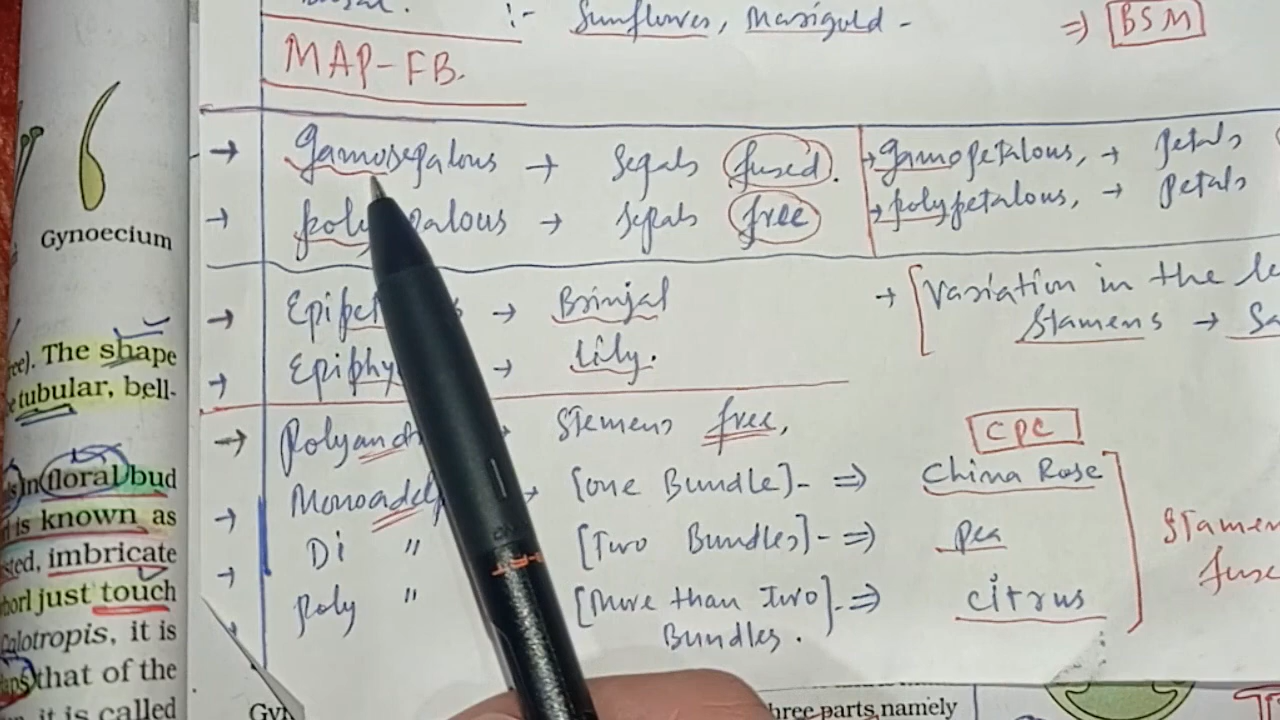 :- Sunflower, Marigold - ⇒ BSM
MAP-FB.
→ Gamosepalous → Sepals fused. → gamopetalous, → Petals
→ palous → Sepals free → polypetalous, → Petals
→ → Brinjal → [Variation in the
→ → Lily. Stamens →
→ Stemens free, CPC
→ [one Bundle]- ⇒ China Rose
→ Di " [Two Bundles]- ⇒ pea
Poly " [More than Two]. ⇒ citrus
Bundles.
Gynoecium
The shape
tubular, bell-
in floral bud
is known as
imbricate
just touch
Calotropis, it is
that of the
it is called
three parts, namely